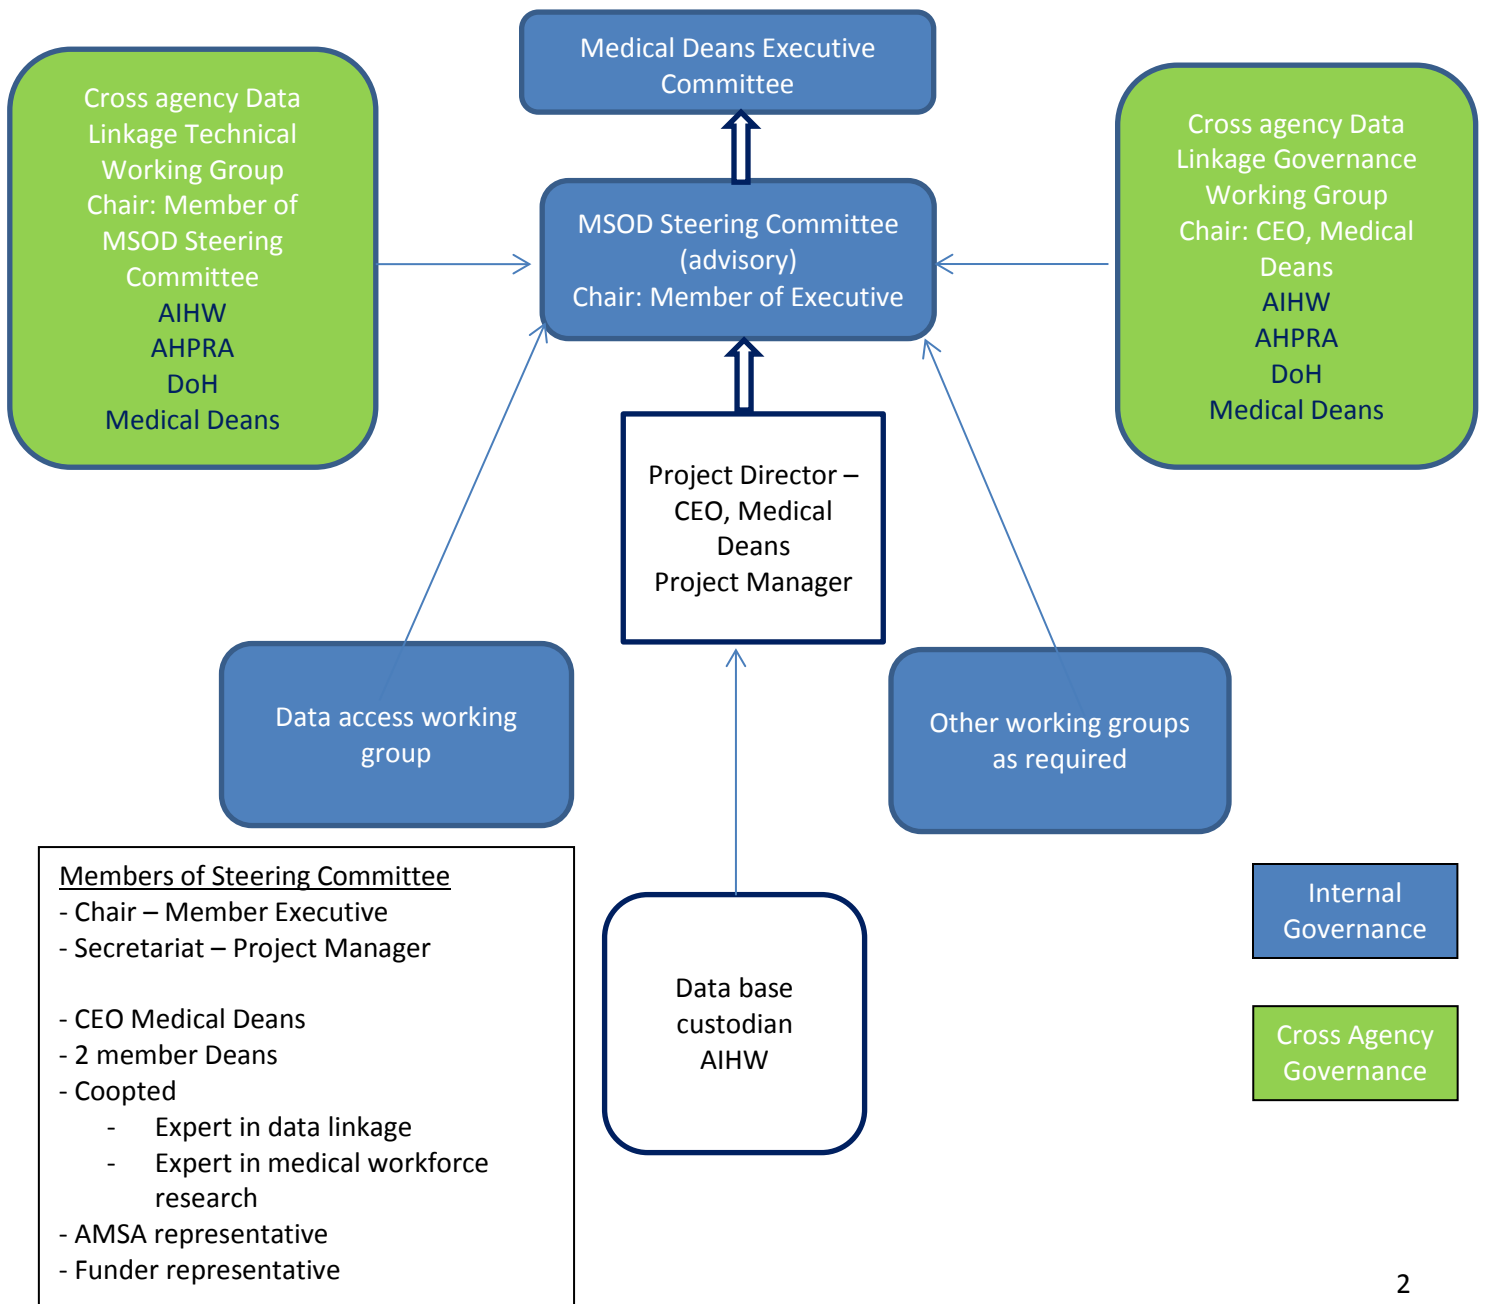 Medical Deans Executive
Committee
Cross agency Data
Linkage Technical
Working Group
Chair: Member of
MSOD Steering
Committee
AIHW
AHPRA
DoH
Medical Deans
MSOD Steering Committee
(advisory)
Chair: Member of Executive
Cross agency Data
Linkage Governance
Working Group
Chair: CEO, Medical
Deans
AIHW
AHPRA
DoH
Medical Deans
Project Director –
CEO, Medical
Deans
Project Manager
Data access working
group
Other working groups
as required
Members of Steering Committee
- Chair – Member Executive
- Secretariat – Project Manager
- CEO Medical Deans
- 2 member Deans
- Coopted
- Expert in data linkage
- Expert in medical workforce
research
- AMSA representative
- Funder representative
Data base
custodian
AIHW
Internal
Governance
Cross Agency
Governance
2